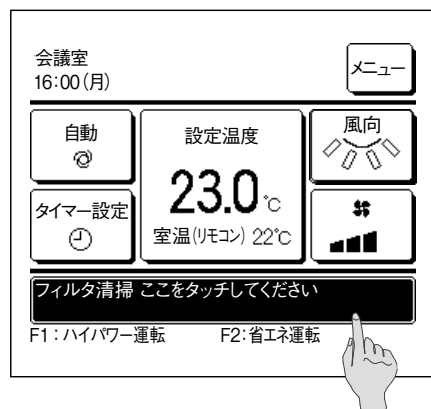 会議室
16:00(月)
メニュー
自動
設定温度
風向
23.0℃
タイマー設定
室温(リモコン) 22℃
フィルタ清掃 ここをタッチしてください
F1:ハイパワー運転 F2:省エネ運転